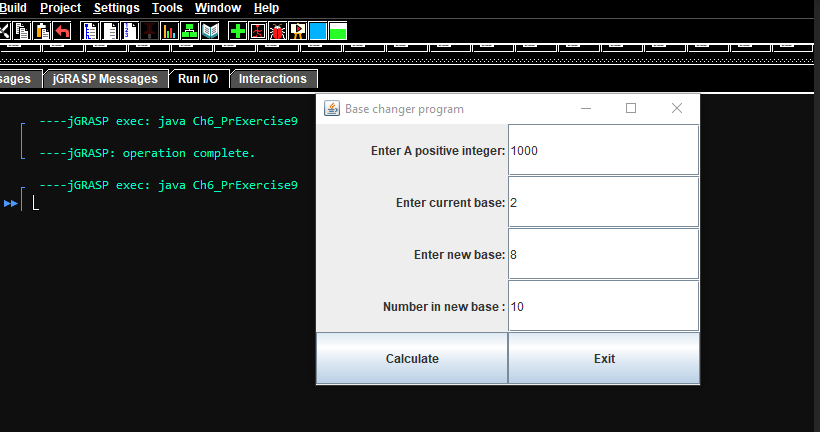 Build Project Settings Tools Window Help
sages jGRASP Messages Run I/O Interactions
----jGRASP exec: java Ch6_PrExercise9
----jGRASP: operation complete.
----jGRASP exec: java Ch6_PrExercise9
Base changer program
Enter A positive integer: 1000
Enter current base: 2
Enter new base: 8
Number in new base : 10
Calculate Exit